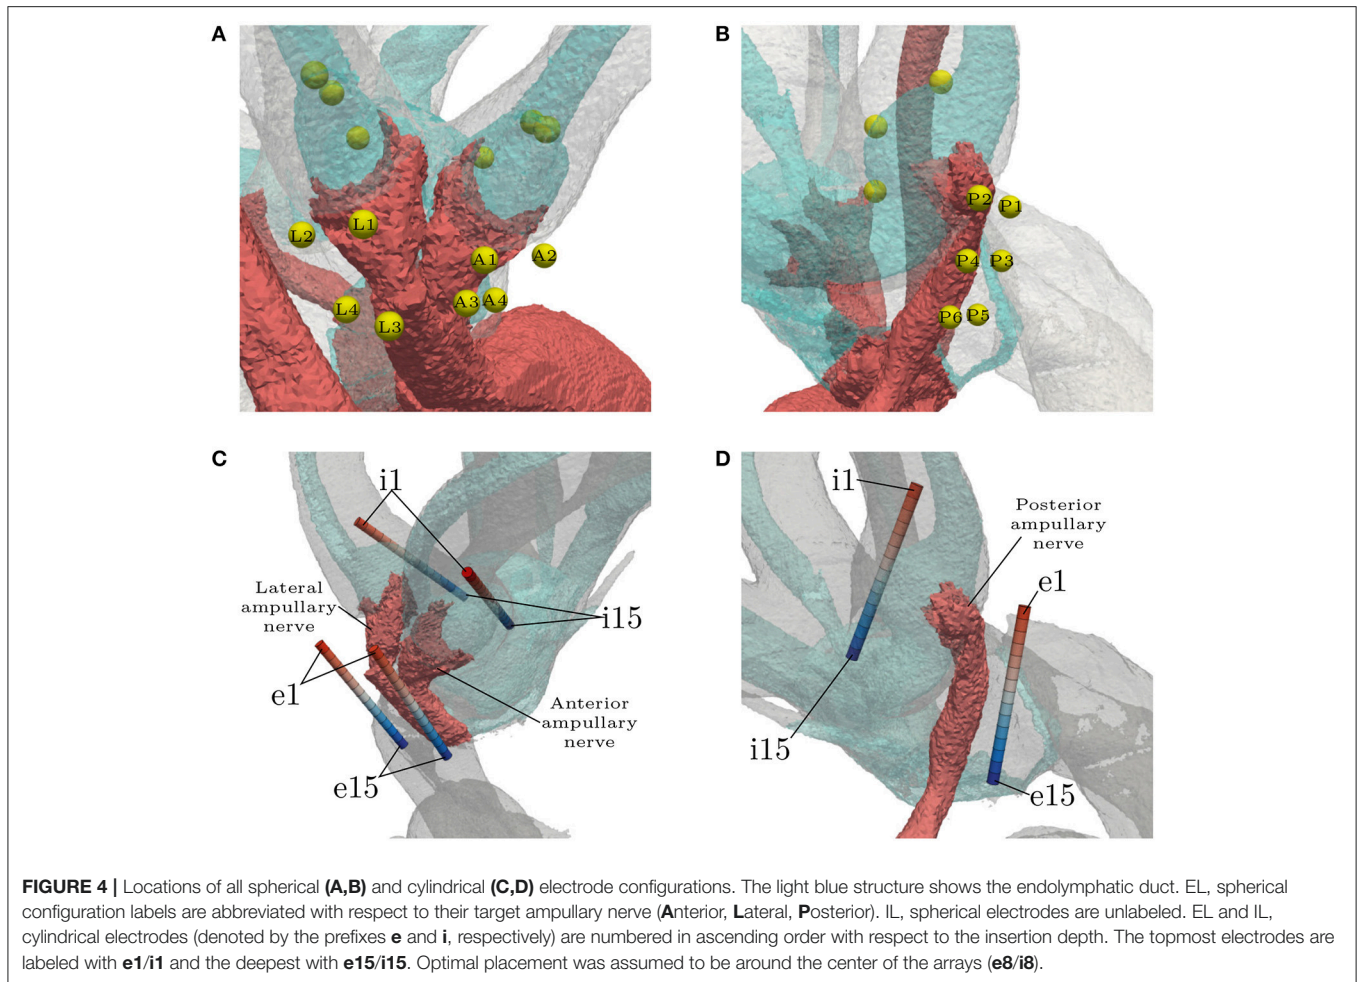 A
L2
L1
A1
A2
L4
L3
A3
A4
B
P2
P1
P4
P3
P6
P5
C
i1
Lateral
ampullary
nerve
i15
e1
Anterior
ampullary
nerve
e15
D
i1
Posterior
ampullary
nerve
e1
i15
e15
FIGURE 4 | Locations of all spherical (A,B) and cylindrical (C,D) electrode configurations. The light blue structure shows the endolymphatic duct. EL, spherical
configuration labels are abbreviated with respect to their target ampullary nerve (Anterior, Lateral, Posterior). IL, spherical electrodes are unlabeled. EL and IL,
cylindrical electrodes (denoted by the prefixes e and i, respectively) are numbered in ascending order with respect to the insertion depth. The topmost electrodes are
labeled with e1/i1 and the deepest with e15/i15. Optimal placement was assumed to be around the center of the arrays (e8/i8).